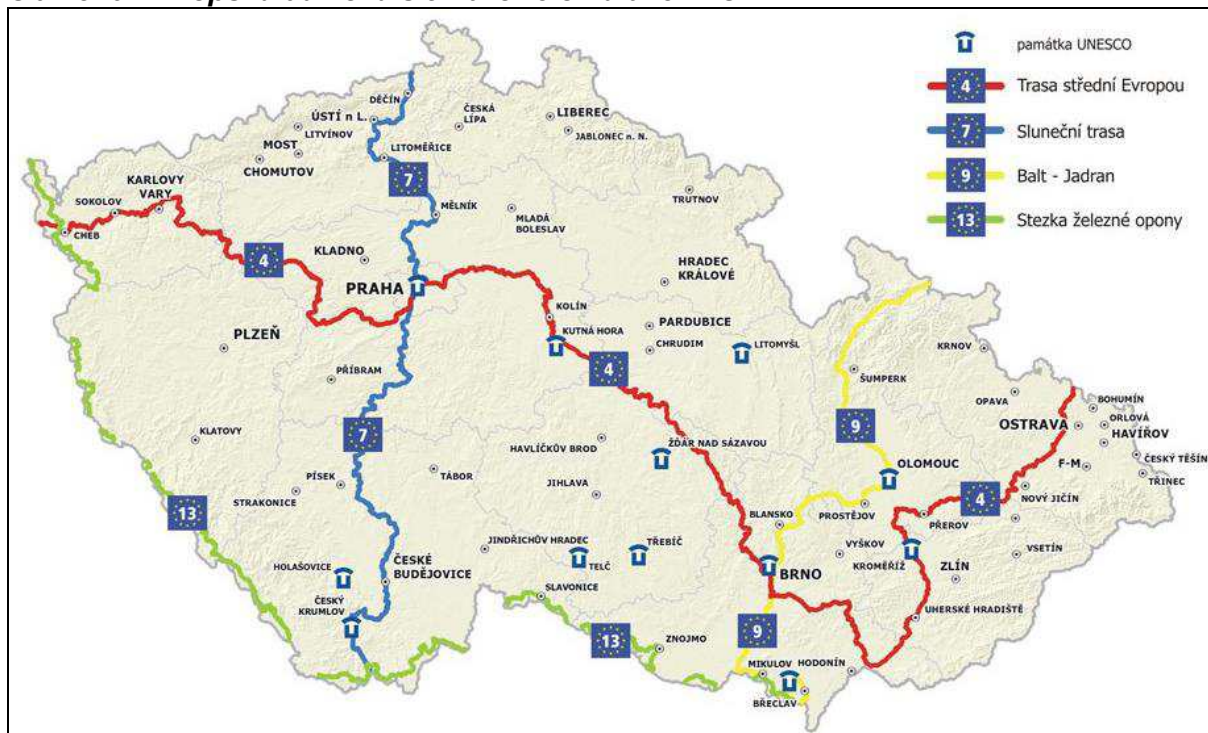 památka UNESCO
4 Trasa střední Evropou
7 Sluneční trasa
9 Balt - Jadran
13 Stezka železné opony
DĚČÍN
ÚSTÍ n L.
LITVÍNOV
MOST
CHOMUTOV
LITOMĚŘICE
ČESKÁ
LÍPA
LIBEREC
JABLONEC n. N.
TRUTNOV
KARLOVY
VARY
SOKOLOV
CHEB
7
MĚLNÍK
MLADÁ
BOLESLAV
KLADNO
4
PRAHA
HRADEC
KRÁLOVÉ
KOLÍN
KUTNÁ HORA
PARDUBICE
CHRUDIM
LITOMYŠL
PLZEŇ
PŘÍBRAM
4
ŠUMPERK
KRNOV
OPAVA
BOHUMÍN
ORLOVÁ
OSTRAVA
HAVÍŘOV
ČESKÝ TĚŠÍN
TŘINEC
F-M
KLATOVY
7
HAVLÍČKŮV BROD
ŽĎÁR NAD SÁZAVOU
9
OLOMOUC
4
NOVÝ JIČÍN
STRAKONICE
PÍSEK
TÁBOR
JIHLAVA
BLANSKO
PROSTĚJOV
PŘEROV
13
JINDŘICHŮV HRADEC
TELČ
TŘEBÍČ
BRNO
VYŠKOV
KROMĚŘÍŽ
ZLÍN
VSETÍN
HOLAŠOVICE
ČESKÉ
BUDĚJOVICE
ČESKÝ
KRUMLOV
SLAVONICE
13
ZNOJMO
9
UHERSKÉ HRADIŠTĚ
MIKULOV
HODONÍN
BŘECLAV